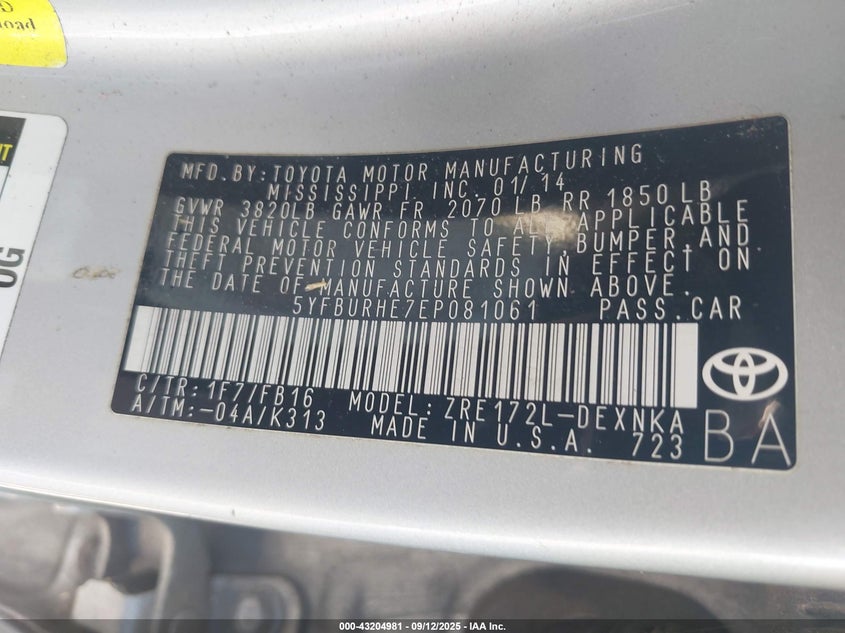 MFD. BY: TOYOTA MOTOR MANUFACTURING
MISSISSIPPI INC. 01/14
GVWR 3820LB GAWR FR 2070 LB RR 1850 LB
THIS VEHICLE CONFORMS TO ALL APPLICABLE
FEDERAL MOTOR VEHICLE SAFETY, BUMPER, AND
THEFT PREVENTION STANDARDS IN EFFECT ON
THE DATE OF MANUFACTURE SHOWN ABOVE.
5YFBURHE7EP081061 PASS.CAR
C/TR: 1F7/FB16 MODEL: ZRE172L-DEXNKA
A/TM:-04A/K313 MADE IN U.S.A. 723
BA
OG
000-43204981 - 09/12/2025 - IAA Inc.